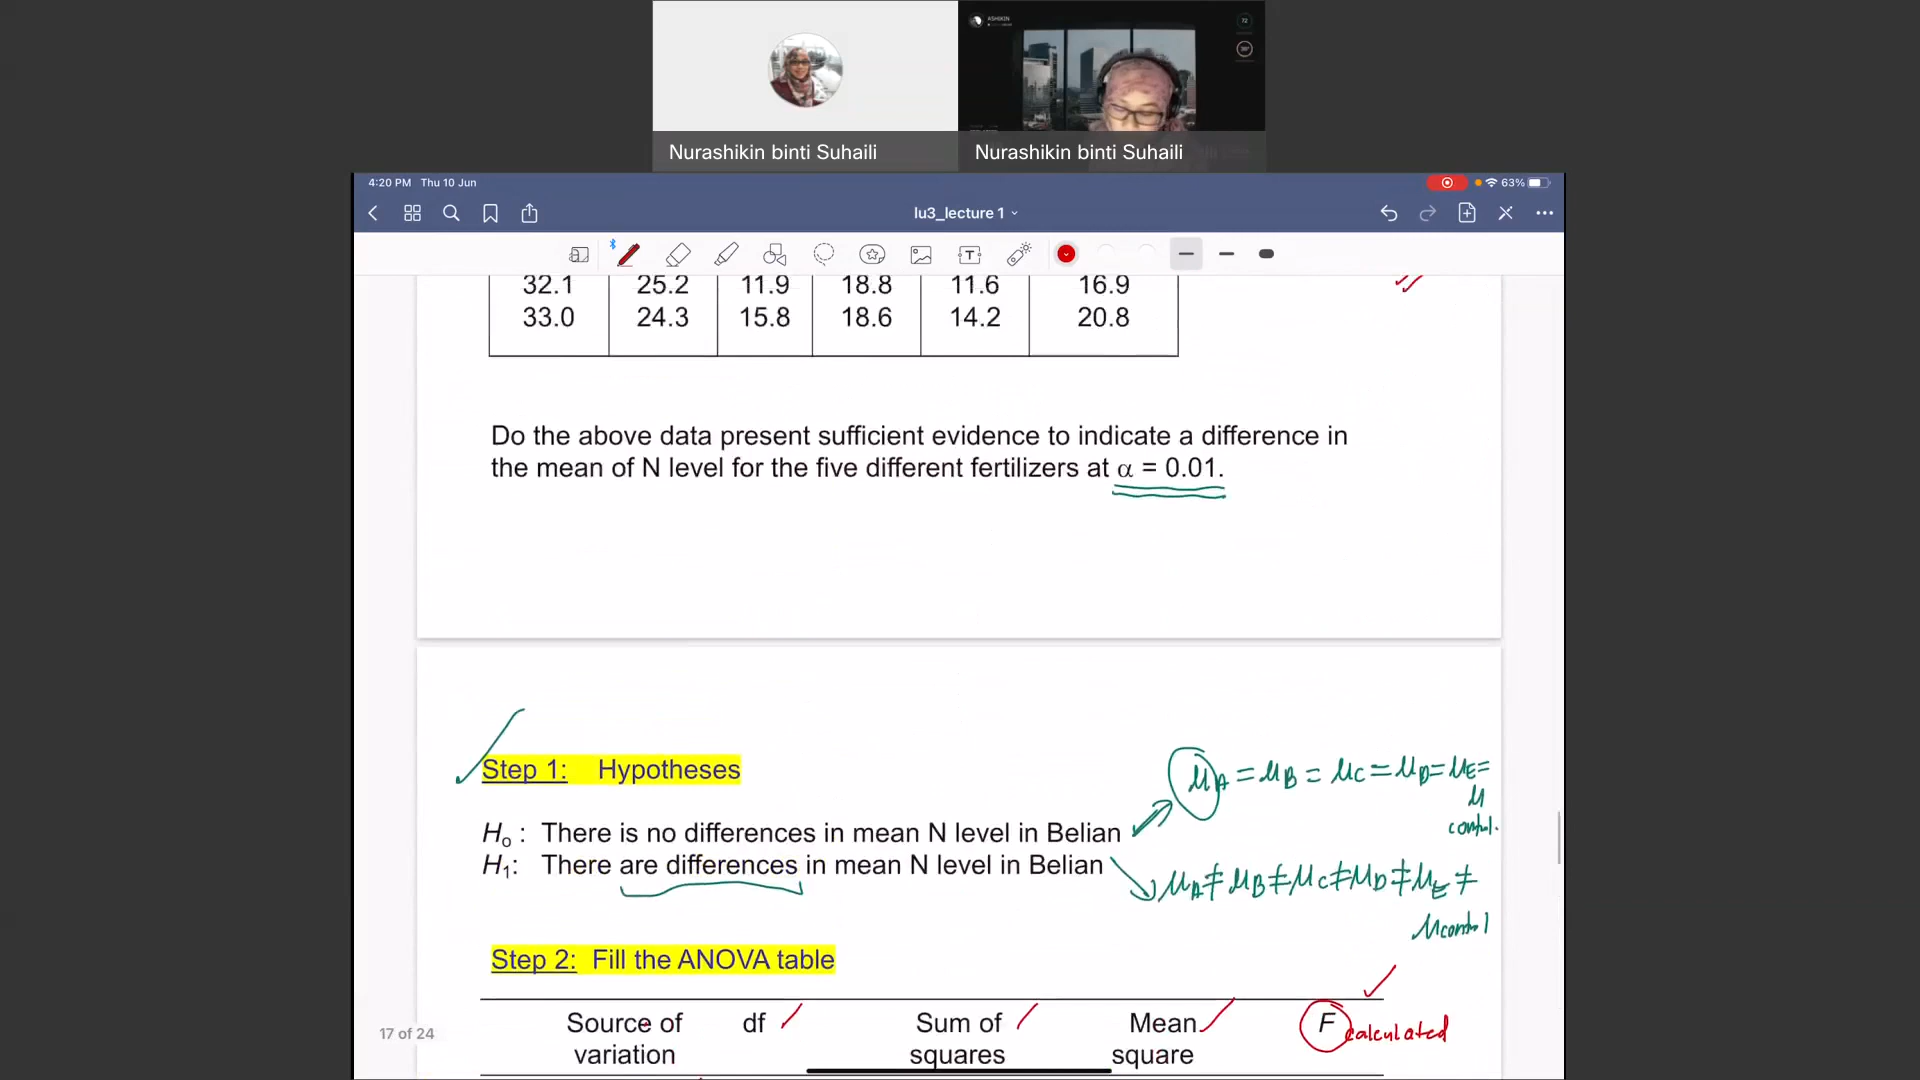 ASHIKIN
72
Nurashikin binti Suhaili
Nurashikin binti Suhaili
4:20 PM Thu 10 Jun
63%
lu3_lecture 1
T
32.1 25.2 11.9 18.8 11.6 16.9
33.0 24.3 15.8 18.6 14.2 20.8
Do the above data present sufficient evidence to indicate a difference in
the mean of N level for the five different fertilizers at α = 0.01.
Step 1: Hypotheses
μA = μB = μC = μD = μE =
μ
control.
Ho : There is no differences in mean N level in Belian
H1: There are differences in mean N level in Belian
μA ≠ μB ≠ μC ≠ μD ≠ μE ≠
μcontrol
Step 2: Fill the ANOVA table
Source of df Sum of Mean F calculated
variation squares square
17 of 24